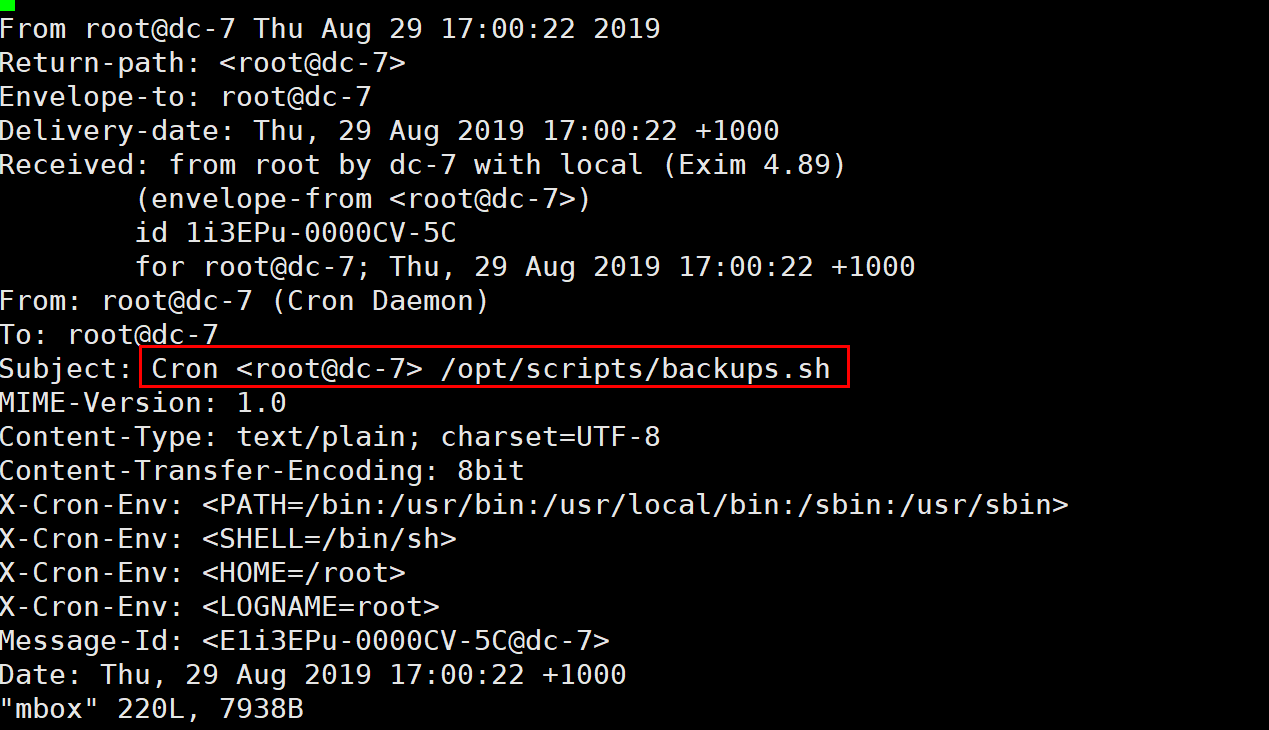 From root@dc-7 Thu Aug 29 17:00:22 2019
Return-path: <root@dc-7>
Envelope-to: root@dc-7
Delivery-date: Thu, 29 Aug 2019 17:00:22 +1000
Received: from root by dc-7 with local (Exim 4.89)
        (envelope-from <root@dc-7>)
        id 1i3EPu-0000CV-5C
        for root@dc-7; Thu, 29 Aug 2019 17:00:22 +1000
From: root@dc-7 (Cron Daemon)
To: root@dc-7
Subject: Cron <root@dc-7> /opt/scripts/backups.sh
MIME-Version: 1.0
Content-Type: text/plain; charset=UTF-8
Content-Transfer-Encoding: 8bit
X-Cron-Env: <PATH=/bin:/usr/bin:/usr/local/bin:/sbin:/usr/sbin>
X-Cron-Env: <SHELL=/bin/sh>
X-Cron-Env: <HOME=/root>
X-Cron-Env: <LOGNAME=root>
Message-Id: <E1i3EPu-0000CV-5C@dc-7>
Date: Thu, 29 Aug 2019 17:00:22 +1000
"mbox" 220L, 7938B